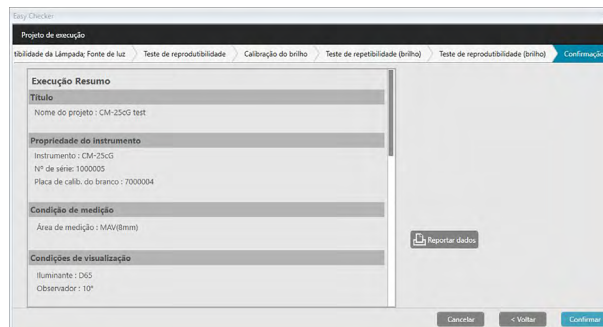 Easy Checker
Projeto de execução
tibilidade da Lâmpada; Fonte de luz Teste de reprodutibilidade Calibração do brilho Teste de repetibilidade (brilho) Teste de reprodutibilidade (brilho) Confirmação
Execução Resumo
Título
Nome do projeto : CM-25cG test
Propriedade do instrumento
Instrumento : CM-25cG
Nº de série: 1000005
Placa de calib. do branco : 7000004
Condição de medição
Área de medição : MAV(8mm)
Reportar dados
Condições de visualização
Iluminante : D65
Observador : 10°
Cancelar < Voltar Confirmar